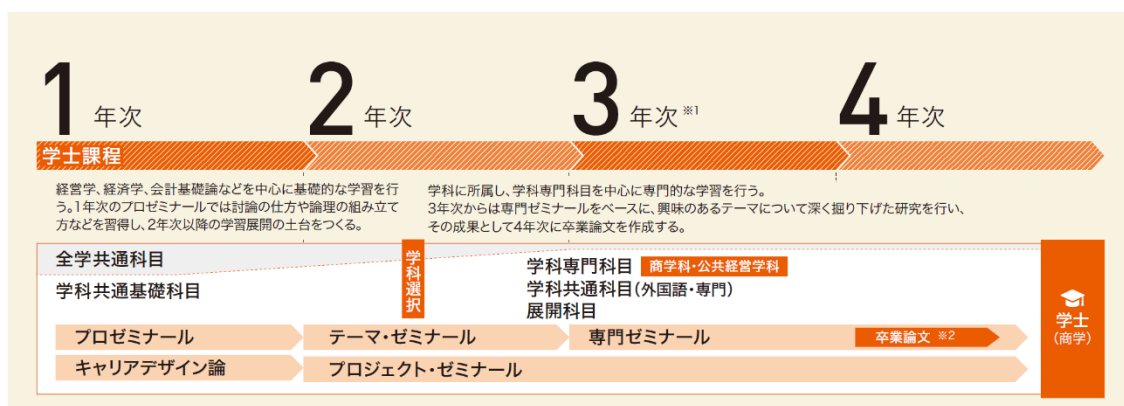 1年次
2年次
3年次※1
4年次
学士課程
経営学、経済学、会計基礎論などを中心に基礎的な学習を行
う。1年次のプロゼミナールでは討論の仕方や論理の組み立て
方などを習得し、2年次以降の学習展開の土台をつくる。
学科に所属し、学科専門科目を中心に専門的な学習を行う。
3年次からは専門ゼミナールをベースに、興味のあるテーマについて深く掘り下げた研究を行い、
その成果として4年次に卒業論文を作成する。
全学共通科目
学科共通基礎科目
学科選択
学科専門科目 商学科・公共経営学科
学科共通科目(外国語・専門)
展開科目
プロゼミナール
テーマ・ゼミナール
専門ゼミナール
卒業論文 ※2
キャリアデザイン論
プロジェクト・ゼミナール
学士
(商学)